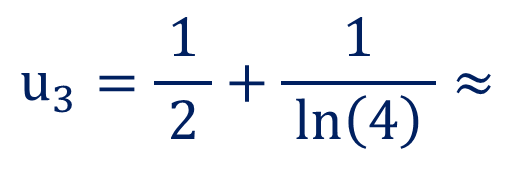 u₃ = 1/2 + 1/ln(4) ≈